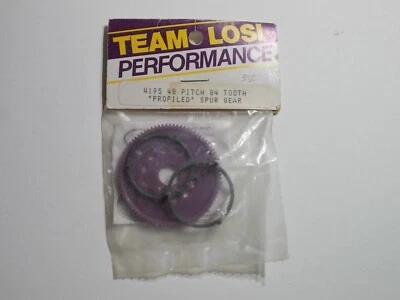 TEAM LOSI
PERFORMANCE
4195 48 PITCH 84 TOOTH
"PROFILED" SPUR GEAR